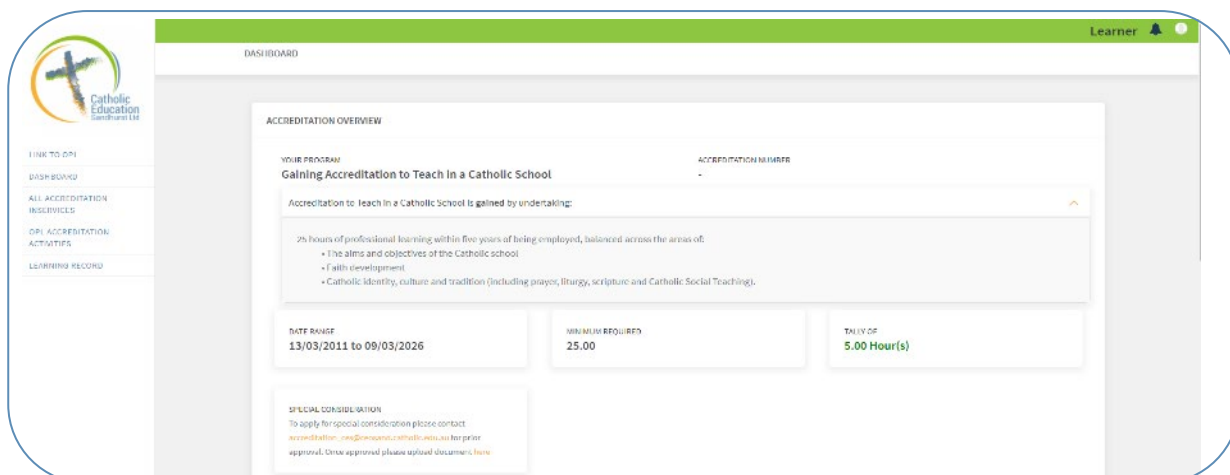 Learner
Catholic
Education
Sandhurst Ltd
DASHBOARD
LINK TO OPL
DASHBOARD
ALL ACCREDITATION
INSERVICES
OPL ACCREDITATION
ACTIVITIES
LEARNING RECORD
ACCREDITATION OVERVIEW
YOUR PROGRAM
Gaining Accreditation to Teach in a Catholic School
ACCREDITATION NUMBER
-
Accreditation to Teach in a Catholic School is gained by undertaking:
25 hours of professional learning within five years of being employed, balanced across the areas of:
• The aims and objectives of the Catholic school
• Faith development
• Catholic identity, culture and tradition (including prayer, liturgy, scripture and Catholic Social Teaching).
DATE RANGE
13/03/2011 to 09/03/2026
MINIMUM REQUIRED
25.00
TALLY OF
5.00 Hour(s)
SPECIAL CONSIDERATION
To apply for special consideration please contact
for prior
approval. Once approved please upload document here